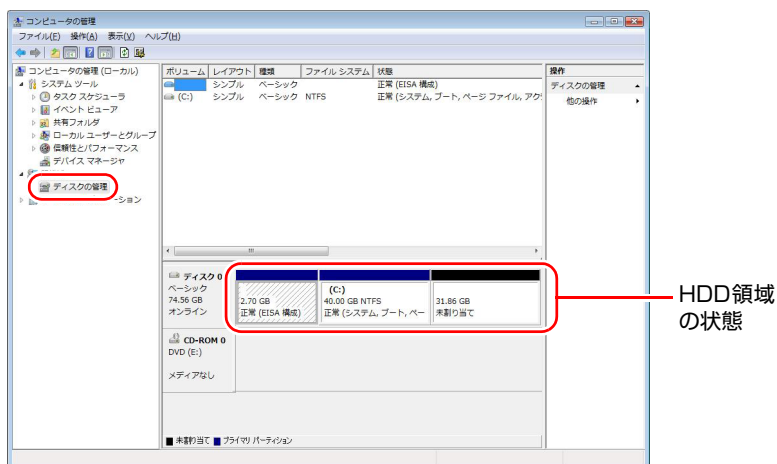 コンピュータの管理
ファイル(F) 操作(A) 表示(V) ヘルプ(H)
コンピュータの管理 (ローカル)
システム ツール
タスク スケジューラ
イベント ビューア
共有フォルダ
ローカル ユーザーとグループ
信頼性とパフォーマンス
デバイス マネージャ
ディスクの管理
ーション
ボリューム レイアウト 種類 ファイル システム 状態
シンプル ベーシック 正常 (EISA 構成)
(C:) シンプル ベーシック NTFS 正常 (システム, ブート, ページ ファイル, アク
操作
ディスクの管理
他の操作
ディスク 0
ベーシック
74.56 GB
オンライン
2.70 GB
正常 (EISA 構成)
(C:)
40.00 GB NTFS
正常 (システム, ブート, ペー
31.86 GB
未割り当て
HDD領域
の状態
CD-ROM 0
DVD (E:)
メディアなし
未割り当て プライマリ パーティション